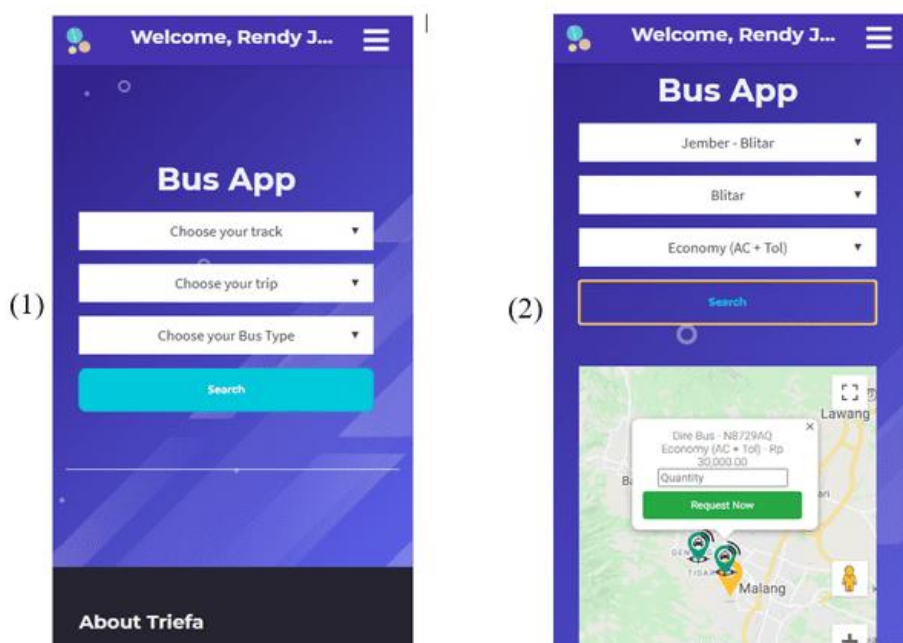 (1)
Welcome, Rendy J...
Bus App
Choose your track
Choose your trip
Choose your Bus Type
Search
About Triefa
(2)
Welcome, Rendy J...
Bus App
Jember - Blitar
Blitar
Economy (AC + Tol)
Search
Lawang
Dire Bus - N8729AQ
Economy (AC + Tol) - Rp
30,000.00
Quantity
Request Now
Malang